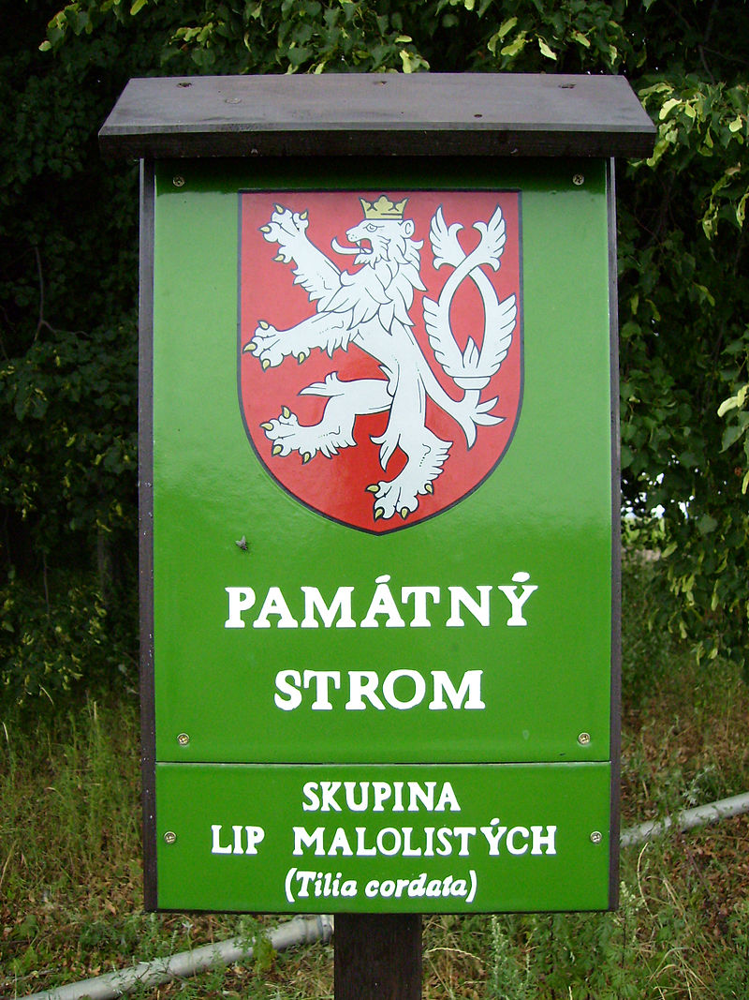 PAMÁTNÝ
STROM
SKUPINA
LIP MALOLISTÝCH
(Tilia cordata)